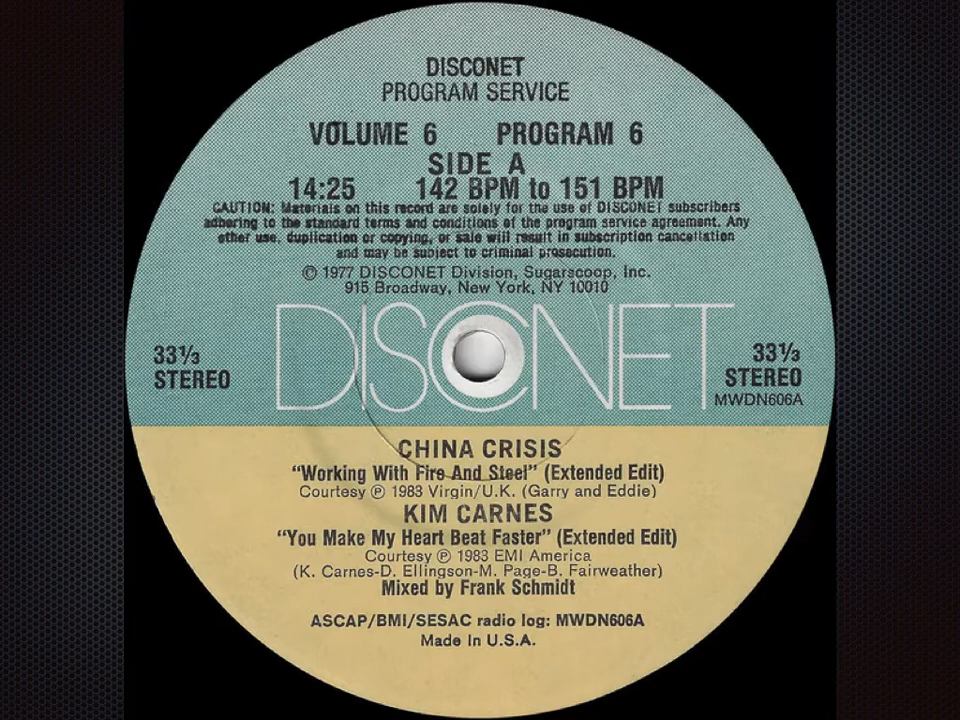 DISCONET
PROGRAM SERVICE
VOLUME 6 PROGRAM 6
SIDE A
14:25 142 BPM to 151 BPM
CAUTION: Materials on this record are solely for the use of DISCONET subscribers
adhering to the standard terms and conditions of the program service agreement. Any
other use, duplication or copying, or sale will result in subscription cancellation
and may be subject to criminal prosecution.
© 1977 DISCONET Division, Sugarscoop, Inc.
915 Broadway, New York, NY 10010
DISCONET
33⅓
STEREO
33⅓
STEREO
MWDN606A
CHINA CRISIS
“Working With Fire And Steel” (Extended Edit)
Courtesy ℗ 1983 Virgin/U.K. (Garry and Eddie)
KIM CARNES
“You Make My Heart Beat Faster” (Extended Edit)
Courtesy ℗ 1983 EMI America
(K. Carnes-D. Ellingson-M. Page-B. Fairweather)
Mixed by Frank Schmidt
ASCAP/BMI/SESAC radio log: MWDN606A
Made In U.S.A.